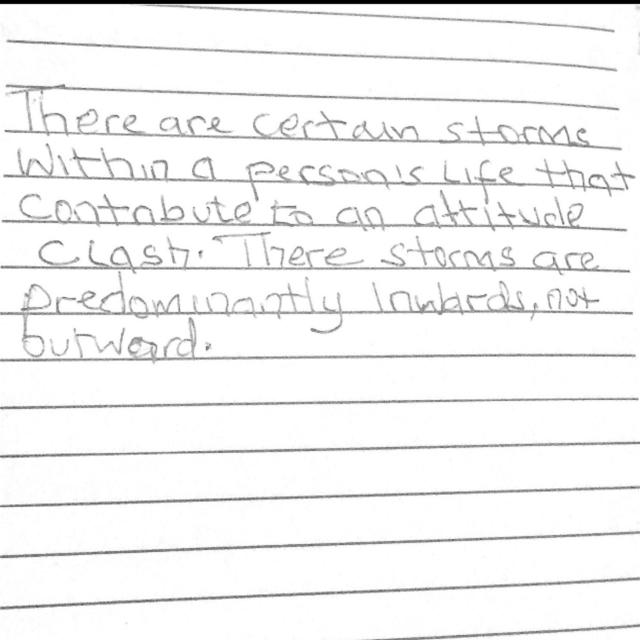 There are certain storms
Within a person's Life that
Contribute to an attitude
Clash. There storms are
predominantly Inwards, not
outward.